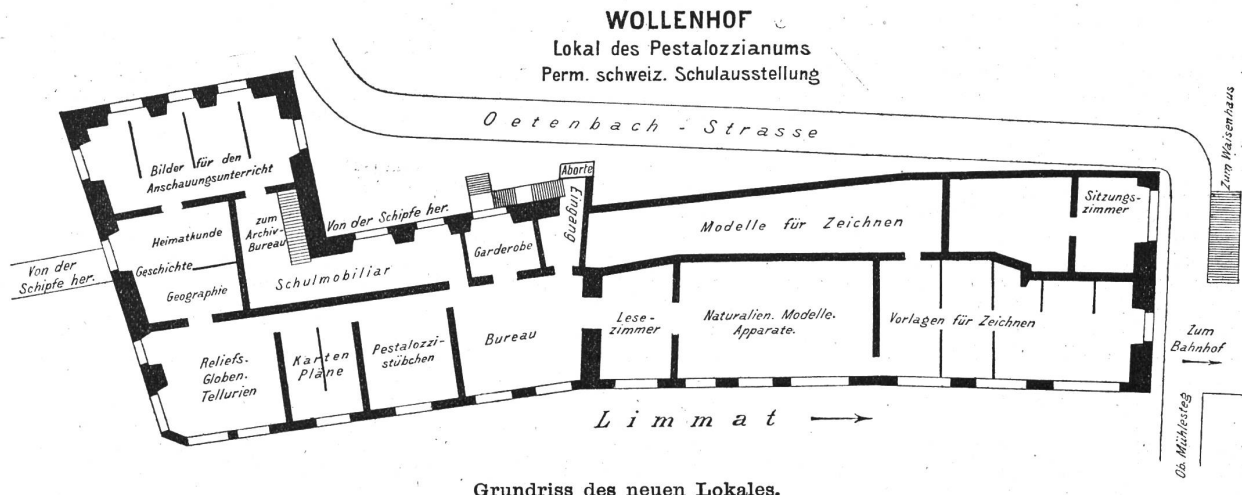 WOLLENHOF
Lokal des Pestalozzianums
Perm. schweiz. Schulausstellung
Oetenbach - Strasse
Zum Waisenhaus
Bilder für den
Anschauungsunterricht
zum
Archiv-
Bureau
Von der Schipfe her.
Aborte
Eingang
Modelle für Zeichnen
Sitzungs-
zimmer
Heimatkunde
Geschichte
Geographie
Von der
Schipfe her.
Schulmobiliar
Garderobe
Reliefs.
Globen.
Tellurien
Karten
Pläne
Pestalozzi-
stübchen
Bureau
Lese-
zimmer
Naturalien. Modelle.
Apparate.
Vorlagen für Zeichnen
Zum
Bahnhof
Limmat
Ob. Mühlesteg
Grundriss des neuen Lokales.